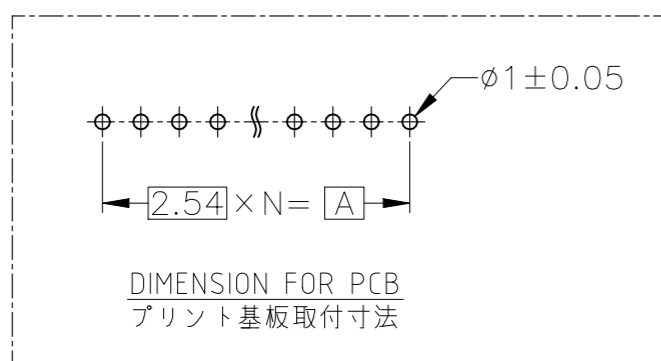 ø1±0.05
2.54×N= A
DIMENSION FOR PCB
プリント基板取付寸法